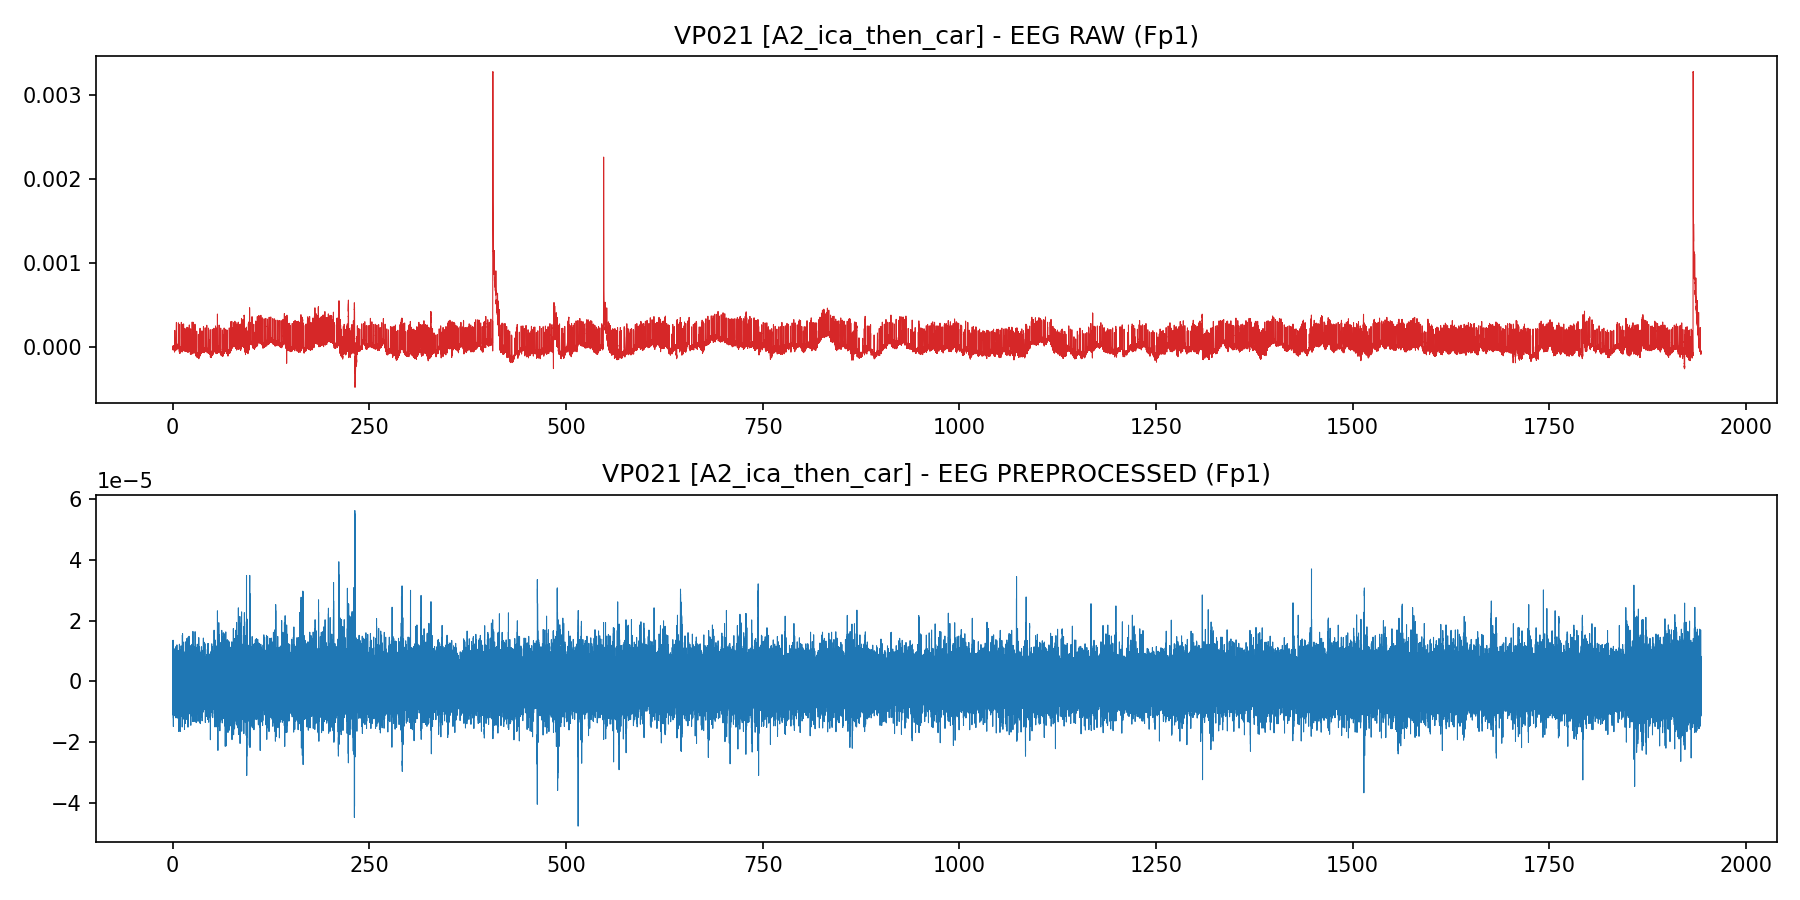 VP021 [A2_ica_then_car] - EEG RAW (Fp1)
0.003
0.002
0.001
0.000
0 250 500 750 1000 1250 1500 1750 2000
VP021 [A2_ica_then_car] - EEG PREPROCESSED (Fp1)
1e−5
6
4
2
0
−2
−4
0 250 500 750 1000 1250 1500 1750 2000